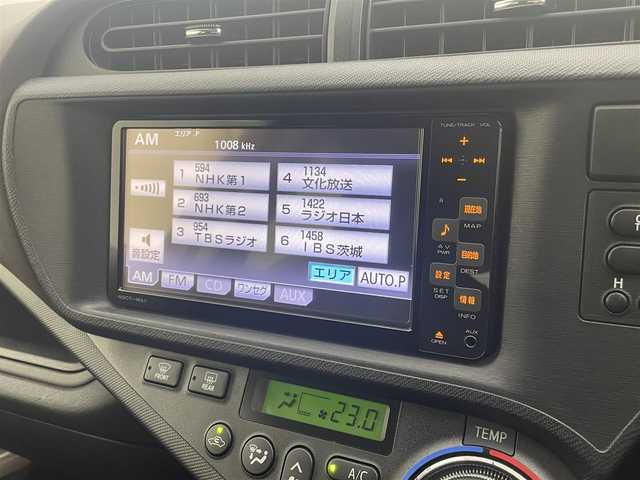 TUNE/TRACK VOL
AM エリア.P
1008 kHz
1 594 NHK第1
4 1134 文化放送
2 693 NHK第2
5 1422 ラジオ日本
3 954 TBSラジオ
6 1458 IBS茨城
音設定
エリア AUTO.P
AM FM CD ワンセグ AUX
現在地
MAP
AV
PWR
目的地
DEST
設定
SET
DISP
情報
INFO
OPEN
AUX
H
FRONT
REAR
23.0
TEMP
A/C